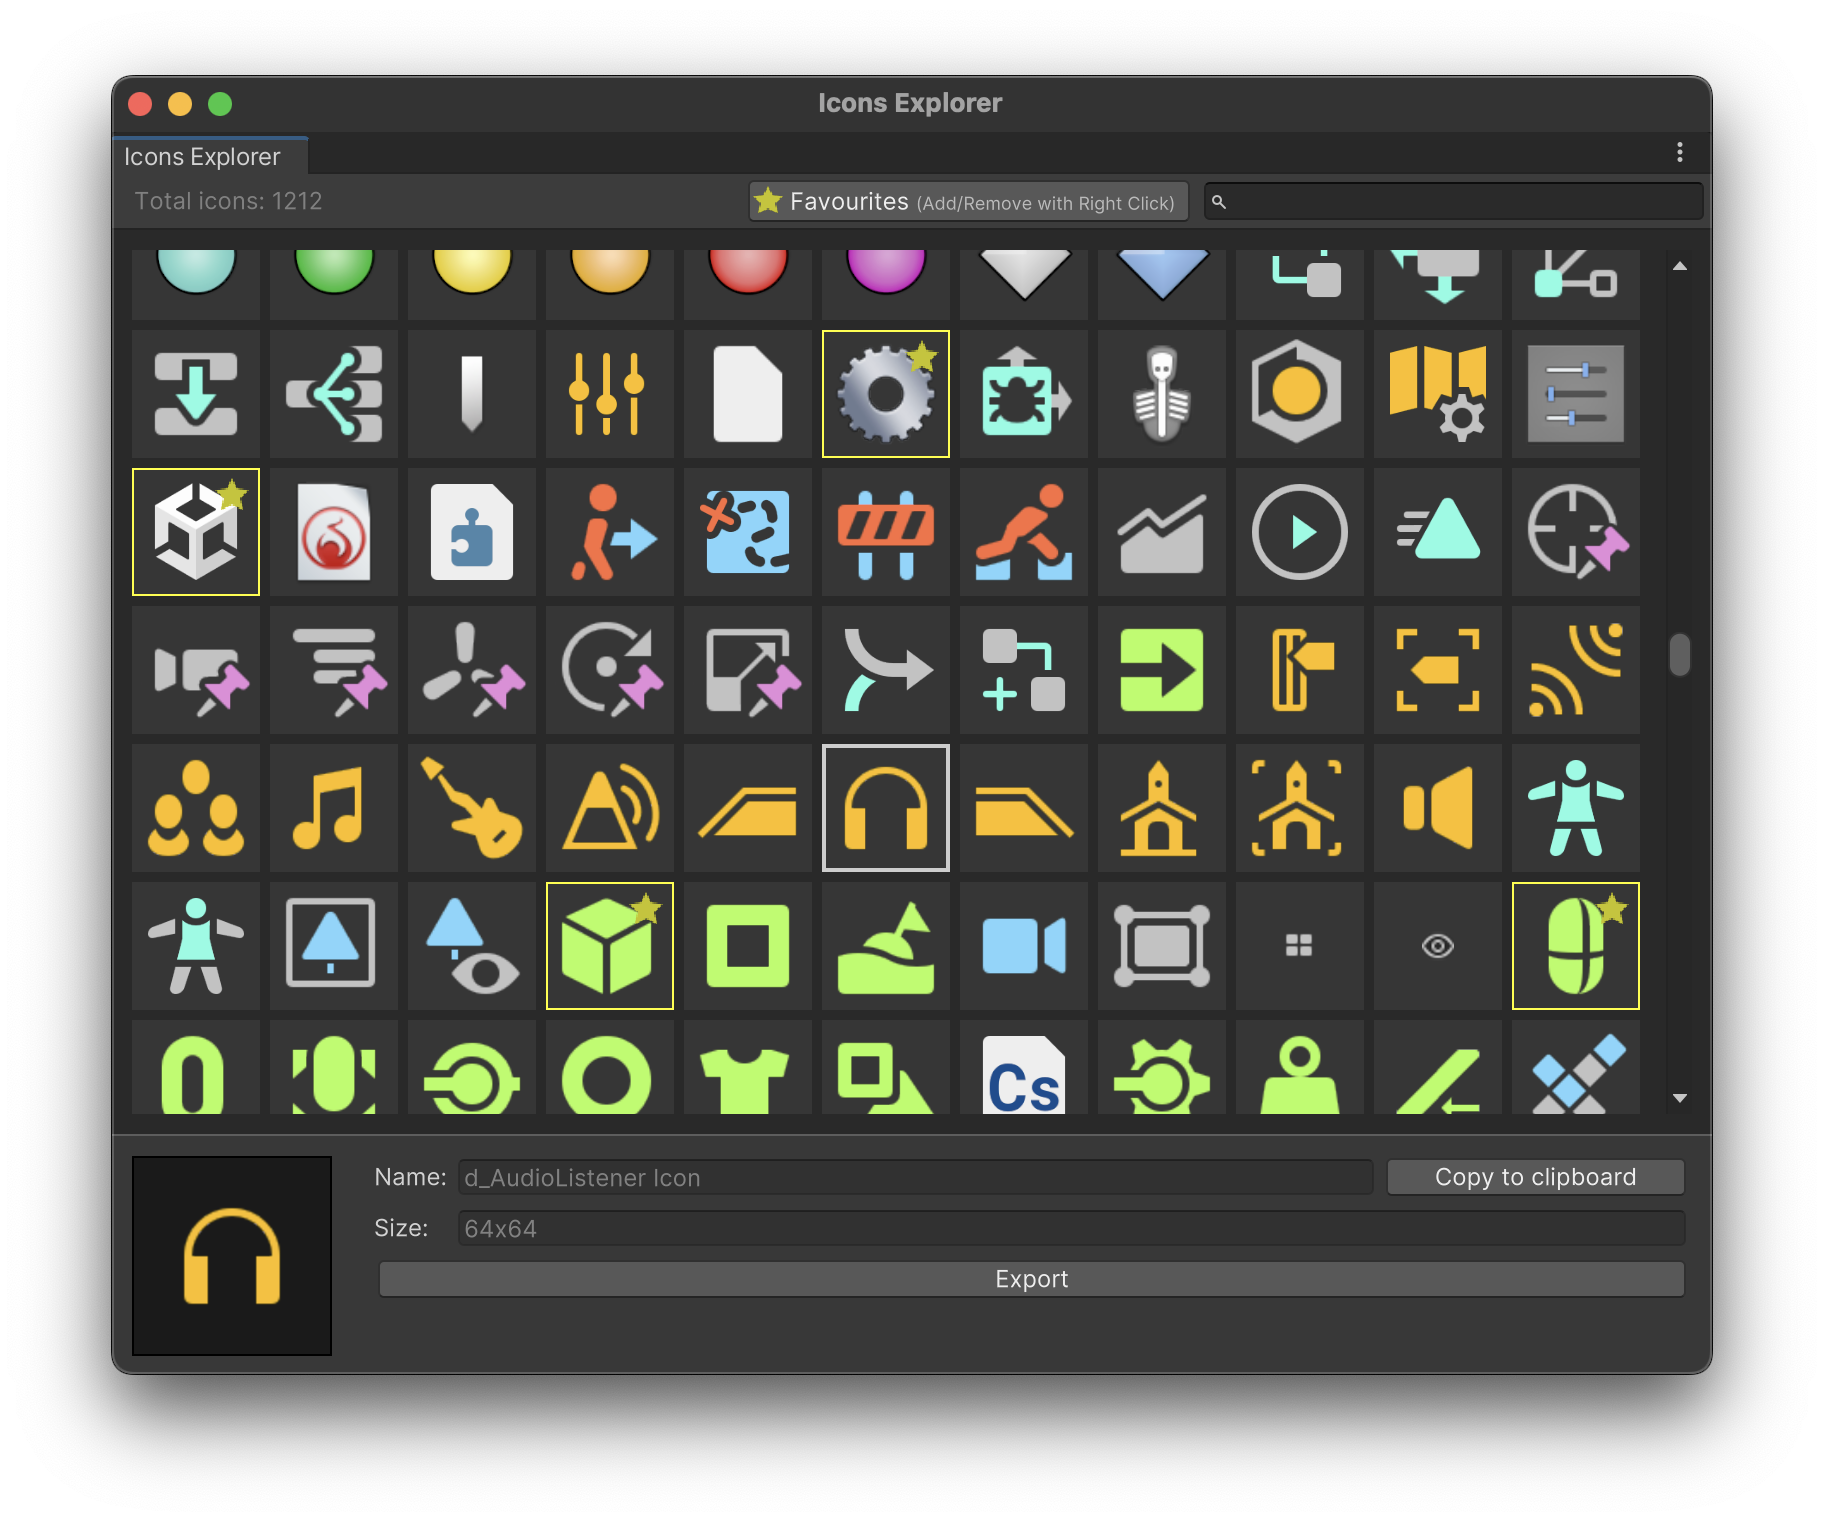 Icons Explorer
Icons Explorer
Total icons: 1212
Favourites (Add/Remove with Right Click)
Cs
Name: d_AudioListener Icon
Copy to clipboard
Size: 64x64
Export